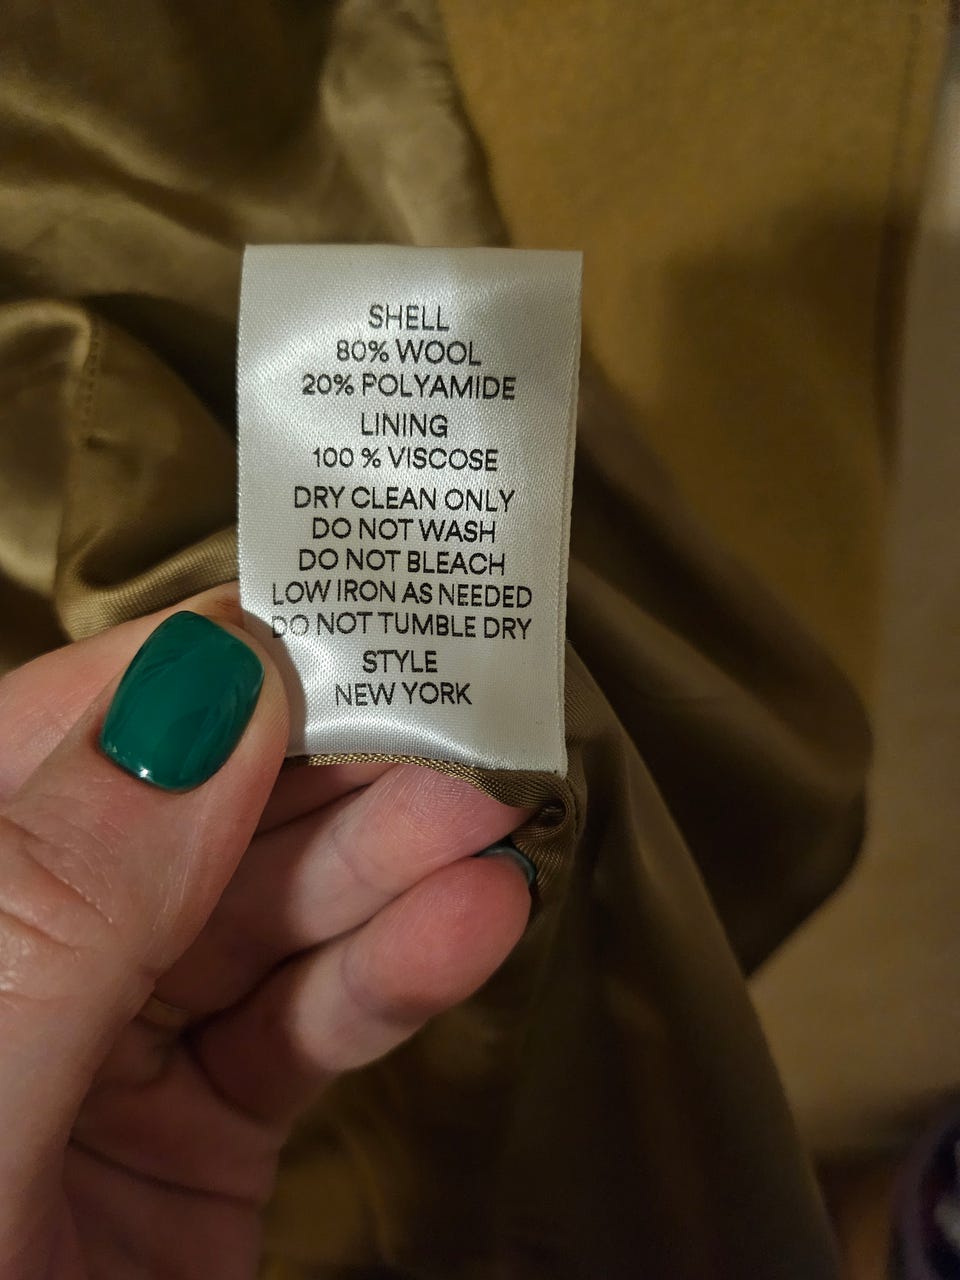 SHELL
80% WOOL
20% POLYAMIDE
LINING
100 % VISCOSE
DRY CLEAN ONLY
DO NOT WASH
DO NOT BLEACH
LOW IRON AS NEEDED
DO NOT TUMBLE DRY
STYLE
NEW YORK